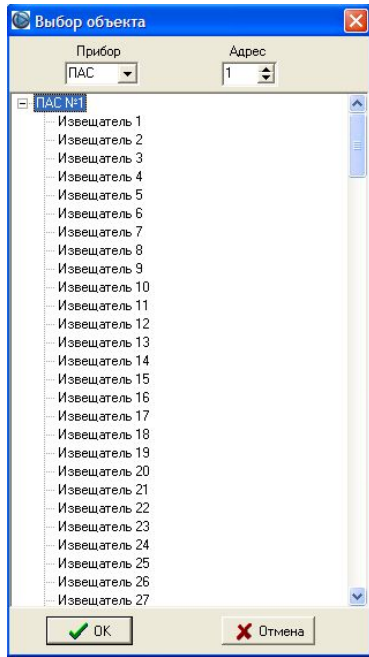 Выбор объекта
Прибор Адрес
ПАС 1
ПАС №1
Извещатель 1
Извещатель 2
Извещатель 3
Извещатель 4
Извещатель 5
Извещатель 6
Извещатель 7
Извещатель 8
Извещатель 9
Извещатель 10
Извещатель 11
Извещатель 12
Извещатель 13
Извещатель 14
Извещатель 15
Извещатель 16
Извещатель 17
Извещатель 18
Извещатель 19
Извещатель 20
Извещатель 21
Извещатель 22
Извещатель 23
Извещатель 24
Извещатель 25
Извещатель 26
Извещатель 27
OK Отмена